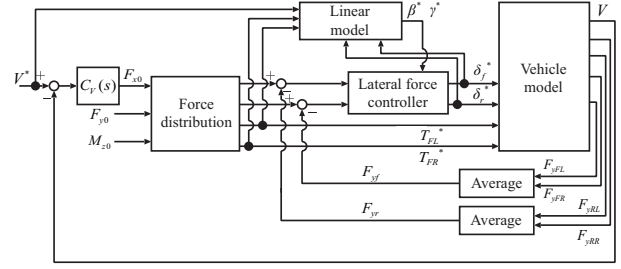 Linear
model
β* γ*
V
V*
+
−
C_V(s)
F_x0
F_y0
M_z0
Force
distribution
+
−
+
−
Lateral force
controller
δ_f*
δ_r*
Vehicle
model
T_FL*
T_FR*
F_yf
Average
F_yFL
F_yFR
F_yr
Average
F_yRL
F_yRR